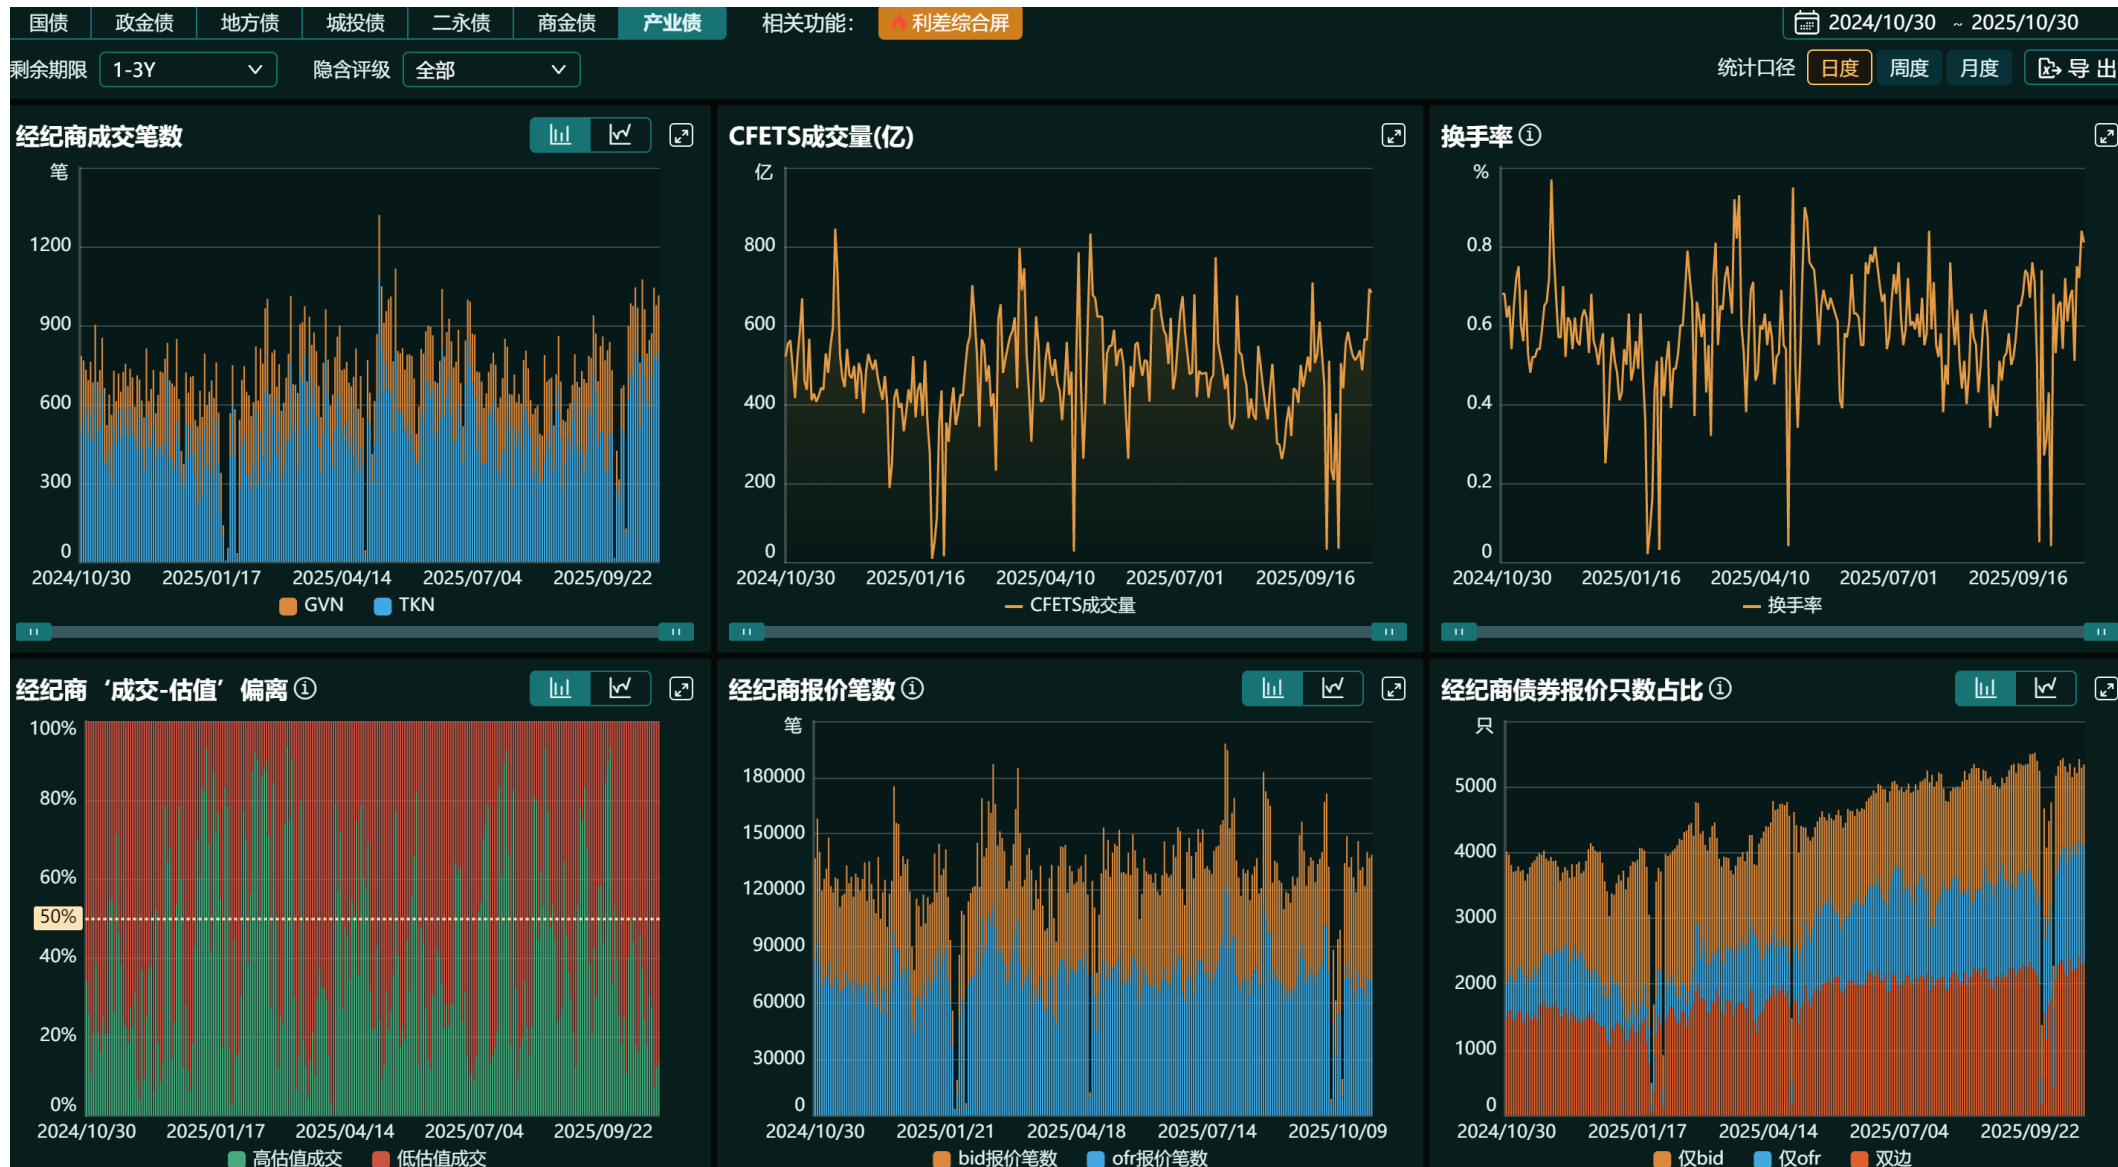 国债 政金债 地方债 城投债 二永债 商金债 产业债 相关功能： 利差综合屏 2024/10/30 ~ 2025/10/30
剩余期限 1-3Y 隐含评级 全部 统计口径 日度 周度 月度 导出
经纪商成交笔数
笔
1200
900
600
300
0
2024/10/30 2025/01/17 2025/04/14 2025/07/04 2025/09/22
GVN TKN
CFETS成交量(亿)
亿
800
600
400
200
0
2024/10/30 2025/01/16 2025/04/10 2025/07/01 2025/09/16
CFETS成交量
换手率
%
0.8
0.6
0.4
0.2
0
2024/10/30 2025/01/16 2025/04/10 2025/07/01 2025/09/16
换手率
经纪商‘成交-估值’偏离
100%
80%
60%
50%
40%
20%
0%
2024/10/30 2025/01/17 2025/04/14 2025/07/04 2025/09/22
高估值成交 低估值成交
经纪商报价笔数
笔
180000
150000
120000
90000
60000
30000
0
2024/10/30 2025/01/21 2025/04/18 2025/07/14 2025/10/09
bid报价笔数 ofr报价笔数
经纪商债券报价只数占比
只
5000
4000
3000
2000
1000
0
2024/10/30 2025/01/17 2025/04/14 2025/07/04 2025/09/22
仅bid 仅ofr 双边